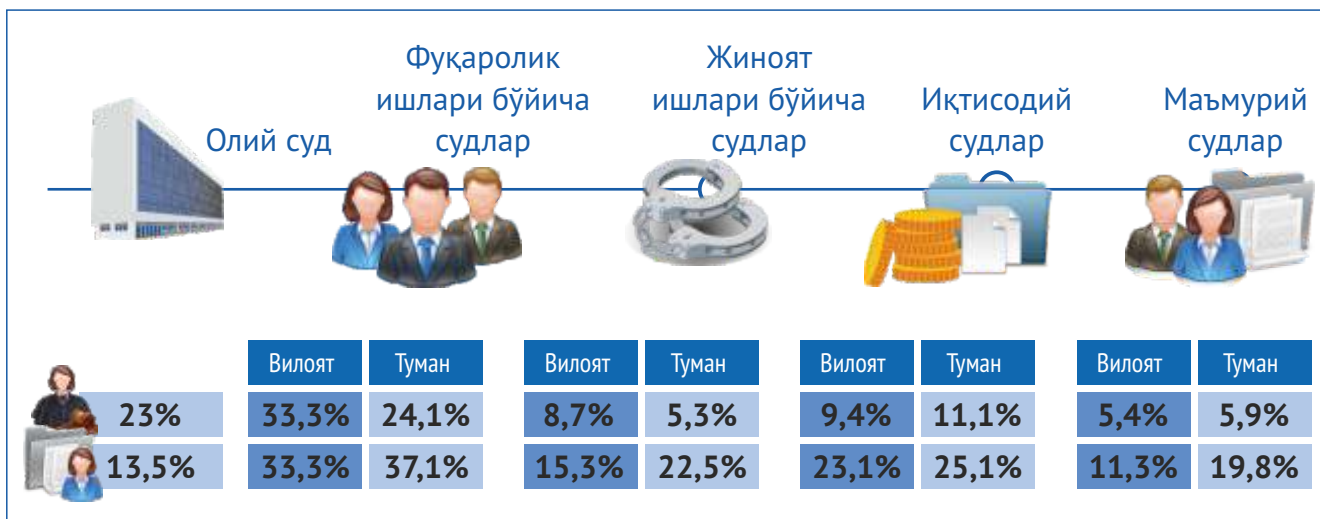 Олий суд
Фуқаролик
ишлари бўйича
судлар
Жиноят
ишлари бўйича
судлар
Иқтисодий
судлар
Маъмурий
судлар
Вилоят Туман Вилоят Туман Вилоят Туман Вилоят Туман
23% 33,3% 24,1% 8,7% 5,3% 9,4% 11,1% 5,4% 5,9%
13,5% 33,3% 37,1% 15,3% 22,5% 23,1% 25,1% 11,3% 19,8%